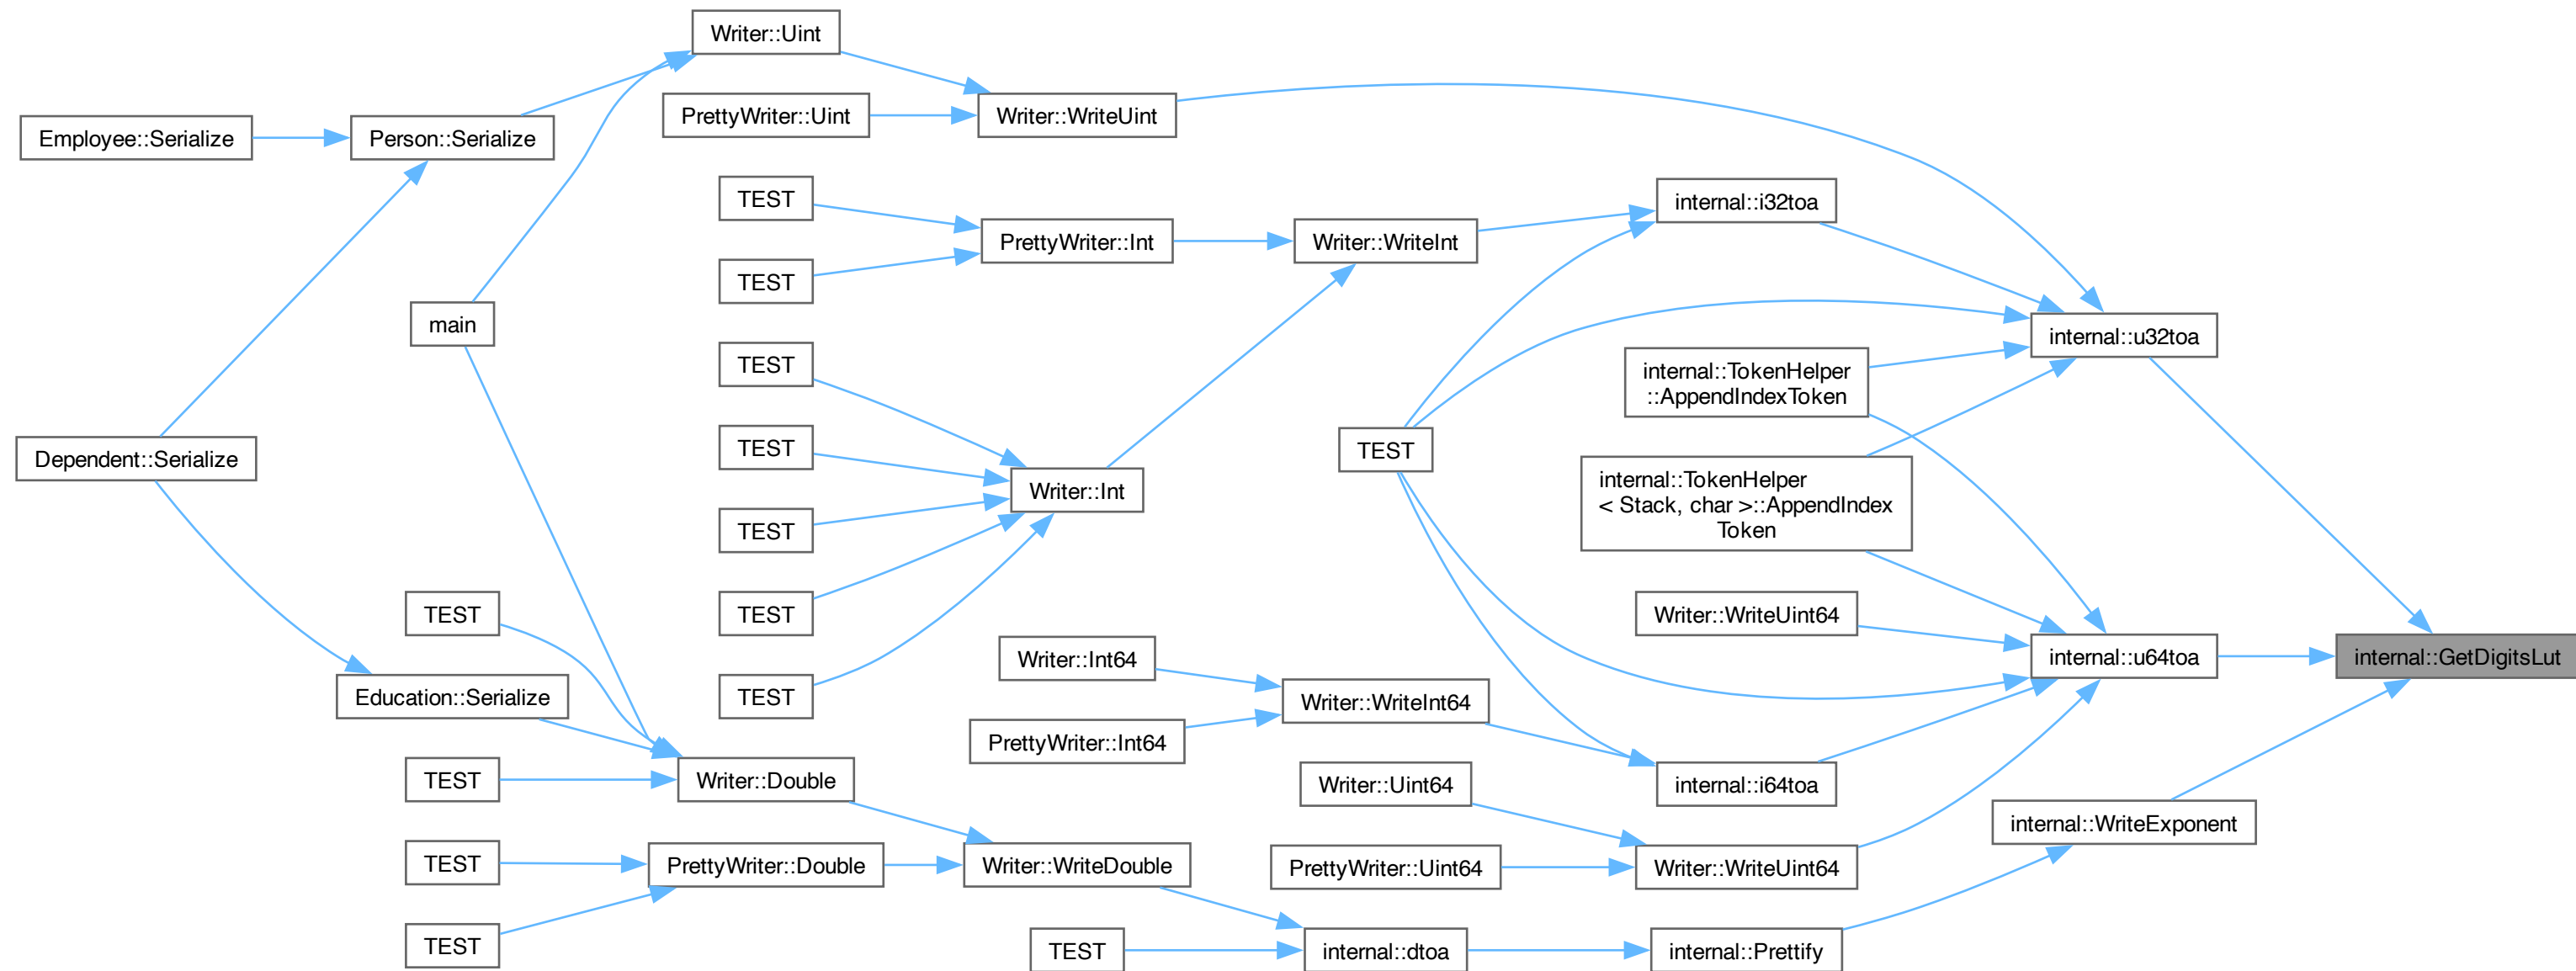 Writer::Uint
PrettyWriter::Uint
Writer::WriteUint
Employee::Serialize
Person::Serialize
TEST
internal::i32toa
PrettyWriter::Int
Writer::WriteInt
TEST
main
internal::u32toa
TEST
internal::TokenHelper
::AppendIndexToken
TEST
TEST
Dependent::Serialize
internal::TokenHelper
< Stack, char >::AppendIndex
Token
Writer::Int
TEST
TEST
TEST
Writer::WriteUint64
Writer::Int64
internal::u64toa
internal::GetDigitsLut
Education::Serialize
TEST
Writer::WriteInt64
PrettyWriter::Int64
TEST
Writer::Double
Writer::Uint64
internal::i64toa
internal::WriteExponent
TEST
PrettyWriter::Double
Writer::WriteDouble
PrettyWriter::Uint64
Writer::WriteUint64
TEST
TEST
internal::dtoa
internal::Prettify